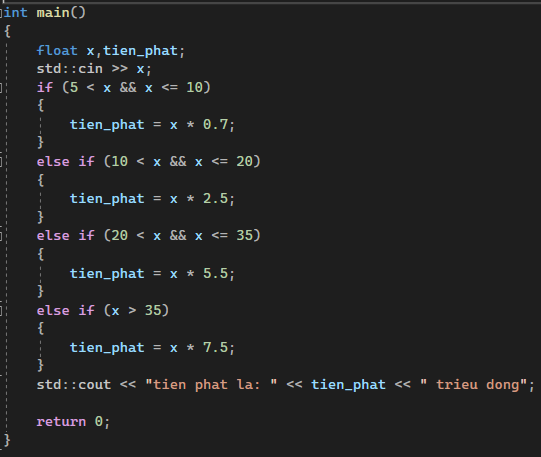 int main()
{
    float x,tien_phat;
    std::cin >> x;
    if (5 < x && x <= 10)
    {
        tien_phat = x * 0.7;
    }
    else if (10 < x && x <= 20)
    {
        tien_phat = x * 2.5;
    }
    else if (20 < x && x <= 35)
    {
        tien_phat = x * 5.5;
    }
    else if (x > 35)
    {
        tien_phat = x * 7.5;
    }
    std::cout << "tien phat la: " << tien_phat << " trieu dong";

    return 0;
}